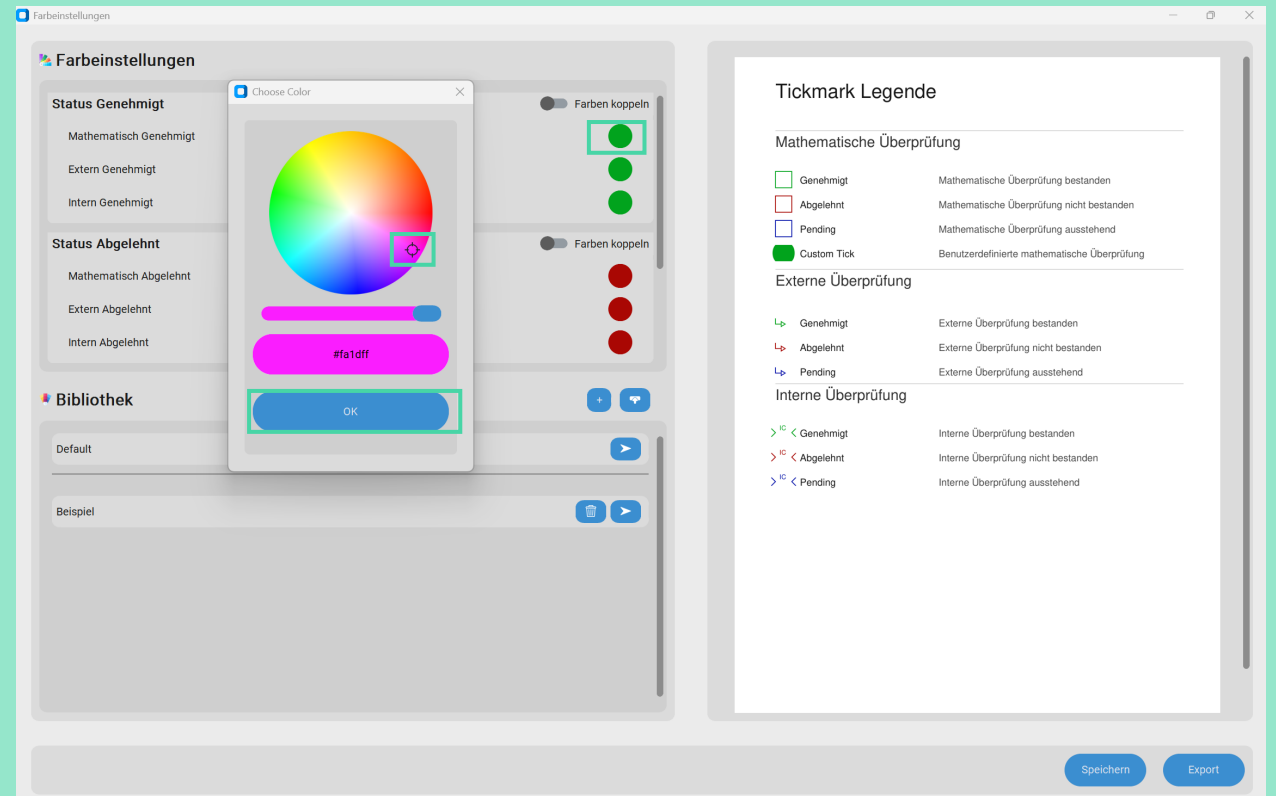 Farbeinstellungen
Farbeinstellungen
Status Genehmigt
Farben koppeln
Mathematisch Genehmigt
Extern Genehmigt
Intern Genehmigt
Status Abgelehnt
Farben koppeln
Mathematisch Abgelehnt
Extern Abgelehnt
Intern Abgelehnt
Bibliothek
+
Default
Beispiel
Choose Color
#fa1dff
OK
Tickmark Legende
Mathematische Überprüfung
Genehmigt Mathematische Überprüfung bestanden
Abgelehnt Mathematische Überprüfung nicht bestanden
Pending Mathematische Überprüfung ausstehend
Custom Tick Benutzerdefinierte mathematische Überprüfung
Externe Überprüfung
Genehmigt Externe Überprüfung bestanden
Abgelehnt Externe Überprüfung nicht bestanden
Pending Externe Überprüfung ausstehend
Interne Überprüfung
IC Genehmigt Interne Überprüfung bestanden
IC Abgelehnt Interne Überprüfung nicht bestanden
IC Pending Interne Überprüfung ausstehend
Speichern
Export